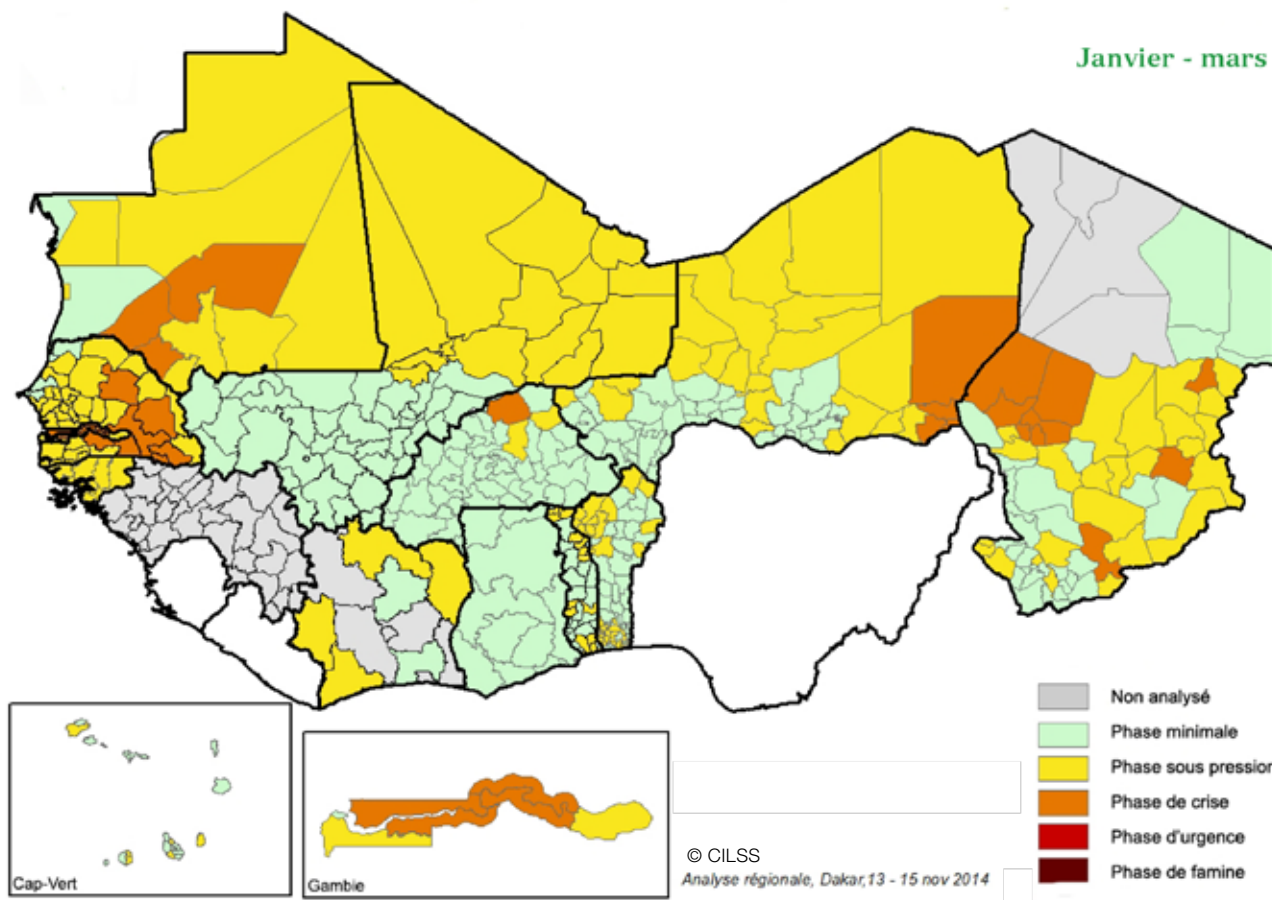 Janvier - mars
Non analysé
Phase minimale
Phase sous pression
Phase de crise
Phase d'urgence
Phase de famine
© CILSS
Analyse régionale, Dakar,13 - 15 nov 2014
Cap-Vert
Gambie